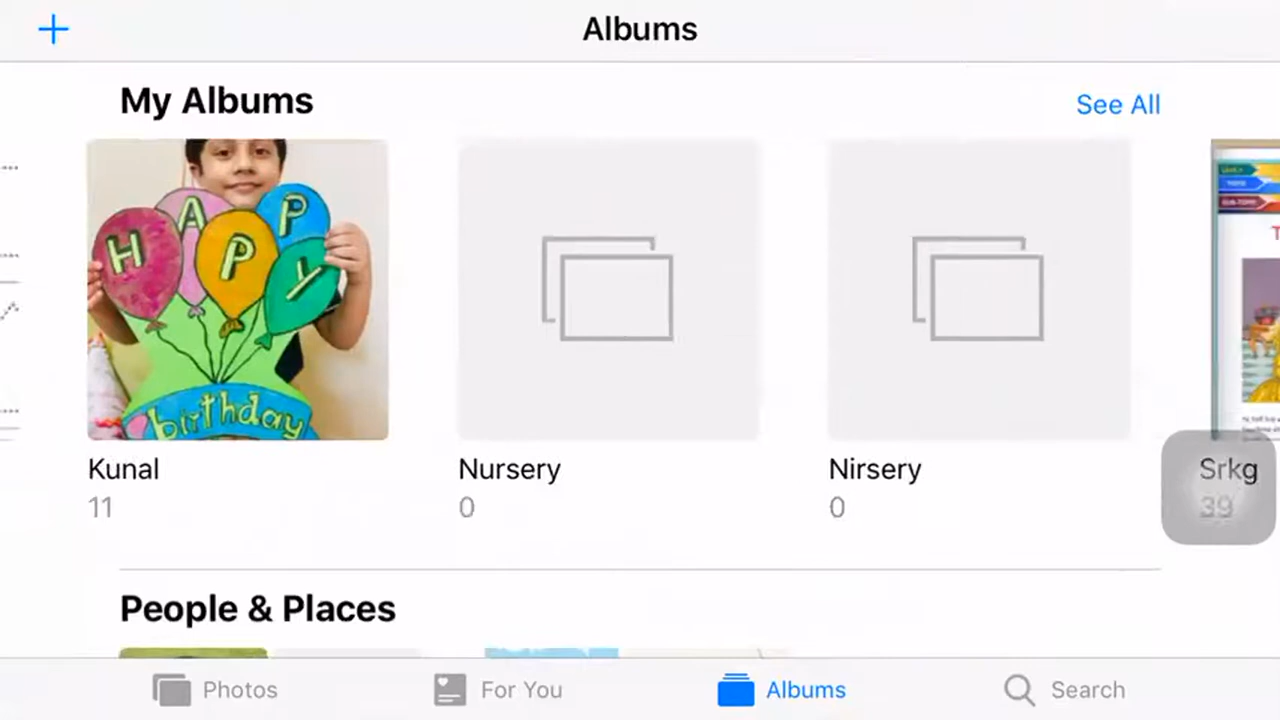 Albums
My Albums
See All
HAPPY
birthday
Kunal
11
Nursery
0
Nirsery
0
Srkg
39
People & Places
Photos
For You
Albums
Search